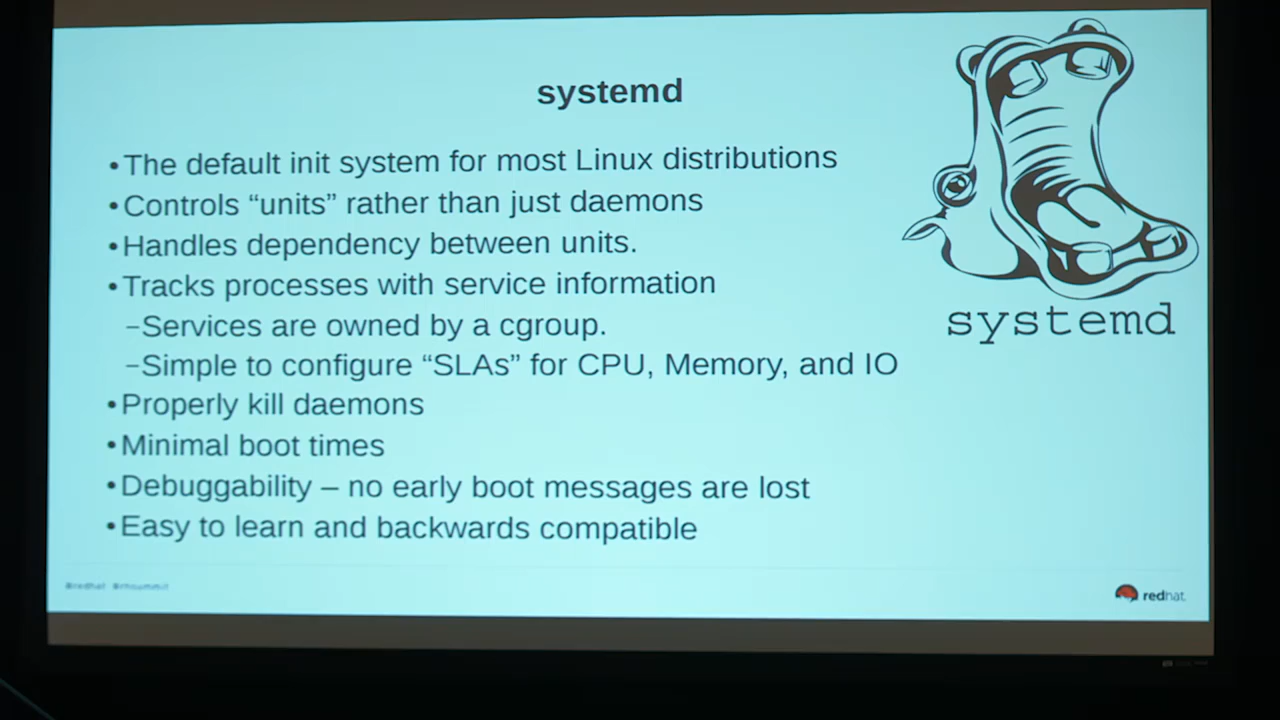 systemd
•The default init system for most Linux distributions
•Controls “units” rather than just daemons
•Handles dependency between units.
•Tracks processes with service information
–Services are owned by a cgroup.
–Simple to configure “SLAs” for CPU, Memory, and IO
•Properly kill daemons
•Minimal boot times
•Debuggability – no early boot messages are lost
•Easy to learn and backwards compatible
systemd
#redhat #rhsummit
redhat.